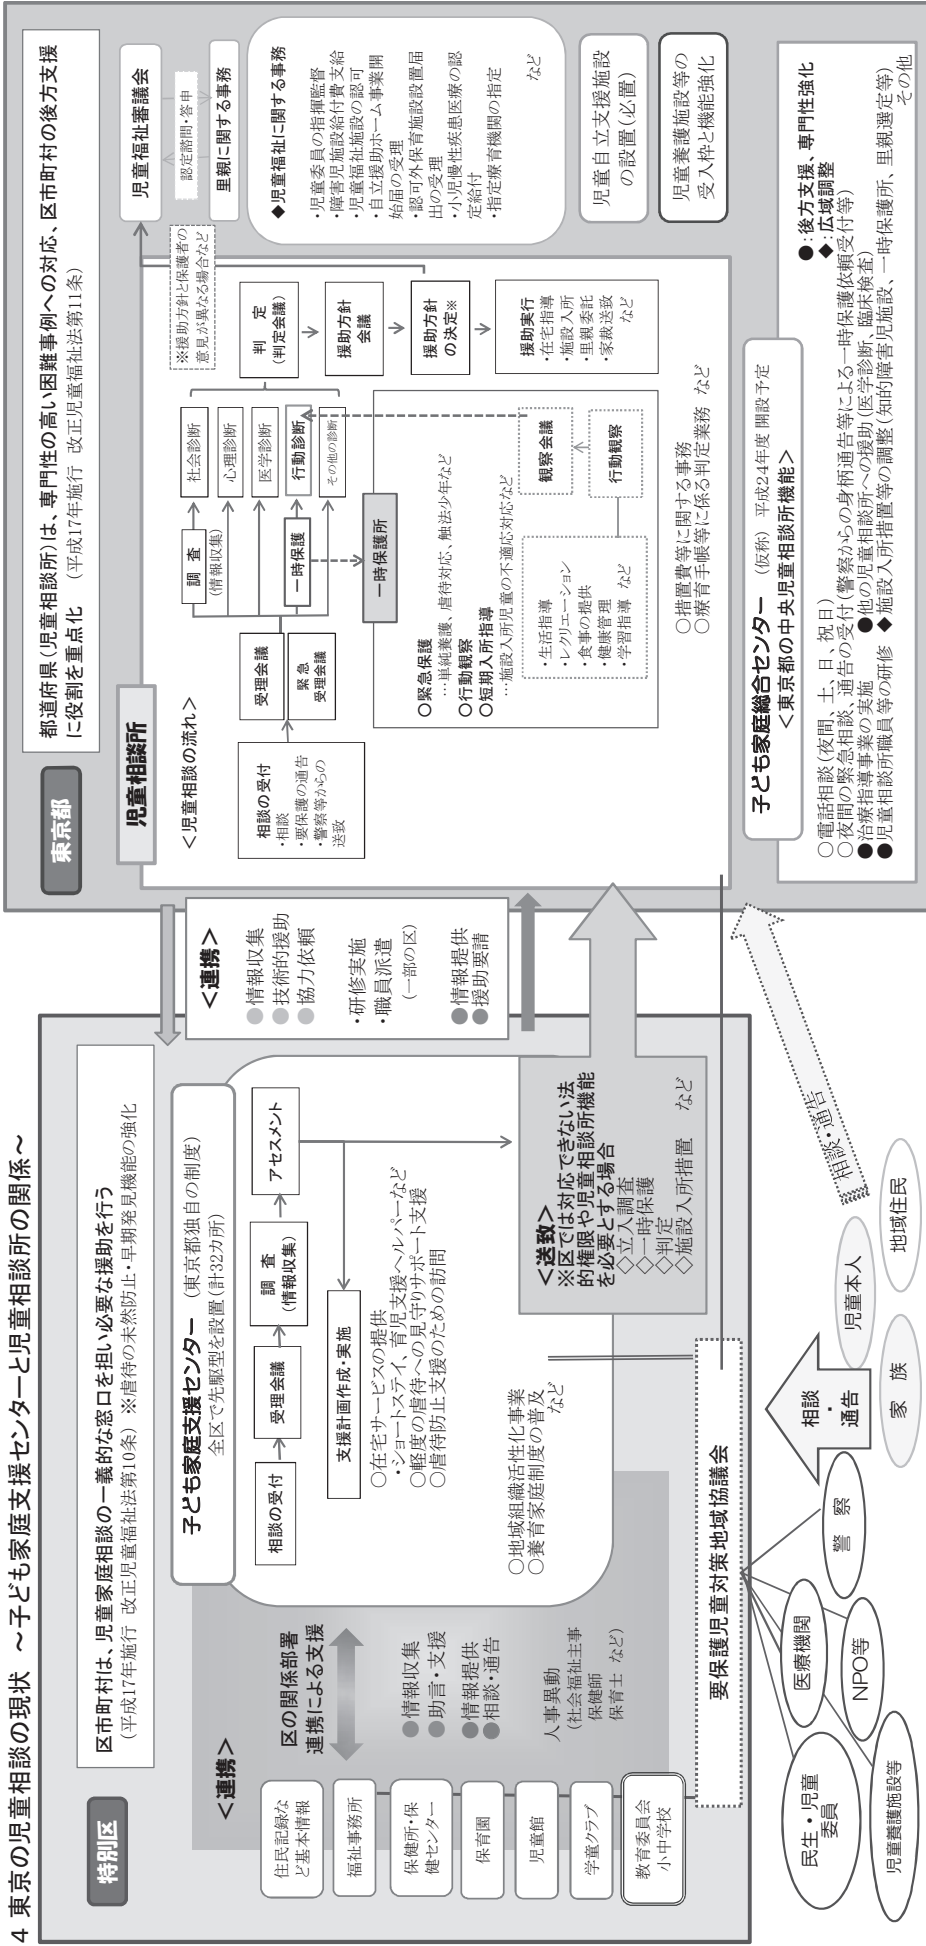 4 東京の児童相談の現状 ～子ども家庭支援センターと児童相談所の関係～
特別区
区市町村は、児童家庭相談の一義的な窓口を担い必要な援助を行う
(平成17年施行 改正児童福祉法第10条) ※虐待の未然防止・早期発見機能の強化
<連携>
区の関係部署
連携による支援
住民記録な
ど基本情報
福祉事務所
保健所・保
健センター
保育園
児童館
学童クラブ
教育委員会
小中学校
●情報収集
●助言・支援
●情報提供
●相談・通告
人事異動
(社会福祉主事
保健師
保育士 など)
子ども家庭支援センター (東京都独自の制度)
全区で先駆型を設置(計32カ所)
相談の受付
受理会議
調 査
(情報収集)
アセスメント
支援計画作成・実施
○在宅サービスの提供
・ショートステイ、育児支援ヘルパーなど
○軽度の虐待への見守りサポート支援
○虐待防止支援のための訪問
○地域組織活性化事業
○養育家庭制度の普及
など
<送致>
※区では対応できない法
的権限や児童相談所機能
を必要とする場合
◇立入調査
◇一時保護
◇判定
◇施設入所措置 など
要保護児童対策地域協議会
民生・児童
委員
児童養護施設等
医療機関
NPO等
警 察
相談
・
通告
家 族
児童本人
地域住民
相談・通告
<連携>
●情報収集
●技術的援助
●協力依頼
・研修実施
・職員派遣
(一部の区)
●情報提供
●援助要請
東京都
都道府県(児童相談所)は、専門性の高い困難事例への対応、区市町村の後方支援
に役割を重点化 (平成17年施行 改正児童福祉法第11条)
児童相談所
<児童相談の流れ>
相談の受付
・相談
・要保護の通告
・警察等からの
送致
受理会議
緊 急
受理会議
調 査
(情報収集)
一時保護
社会診断
心理診断
医学診断
行動診断
その他の診断
判 定
(判定会議)
援助方針
会議
援助方針
の決定※
援助実行
・在宅指導
・施設入所
・里親委託
・家裁送致
など
※援助方針と保護者の
意見が異なる場合など
一時保護所
○緊急保護
…単純養護、虐待対応、触法少年など
○行動観察
○短期入所指導
…施設入所児童の不適応対応など
・生活指導
・レクリエーション
・食事の提供
・健康管理
・学習指導 など
観察会議
行動観察
○措置費等に関する事務
○療育手帳等に係る判定業務 など
児童福祉審議会
認定諮問・答申
里親に関する事務
◆児童福祉に関する事務
・児童委員の指揮監督
・障害児施設給付費支給
・児童福祉施設の認可
・自立援助ホーム事業開
始届の受理
・認可外保育施設設置届
出の受理
・小児慢性疾患医療の認
定給付
・指定療育機関の指定
など
児童自立支援施設
の設置(必置)
児童養護施設等の
受入枠と機能強化
子ども家庭総合センター (仮称) 平成24年度開設予定
<東京都の中央児童相談所機能>
●:後方支援、専門性強化
◆:広域調整
○電話相談(夜間、土、日、祝日)
○夜間の緊急相談、通告の受付(警察からの身柄通告等による一時保護依頼受付等)
●治療指導事業の実施 ●他の児童相談所への援助(医学診断、臨床検査)
●児童相談所職員等の研修 ◆施設入所措置等の調整(知的障害児施設、一時保護所、里親選定等)
その他